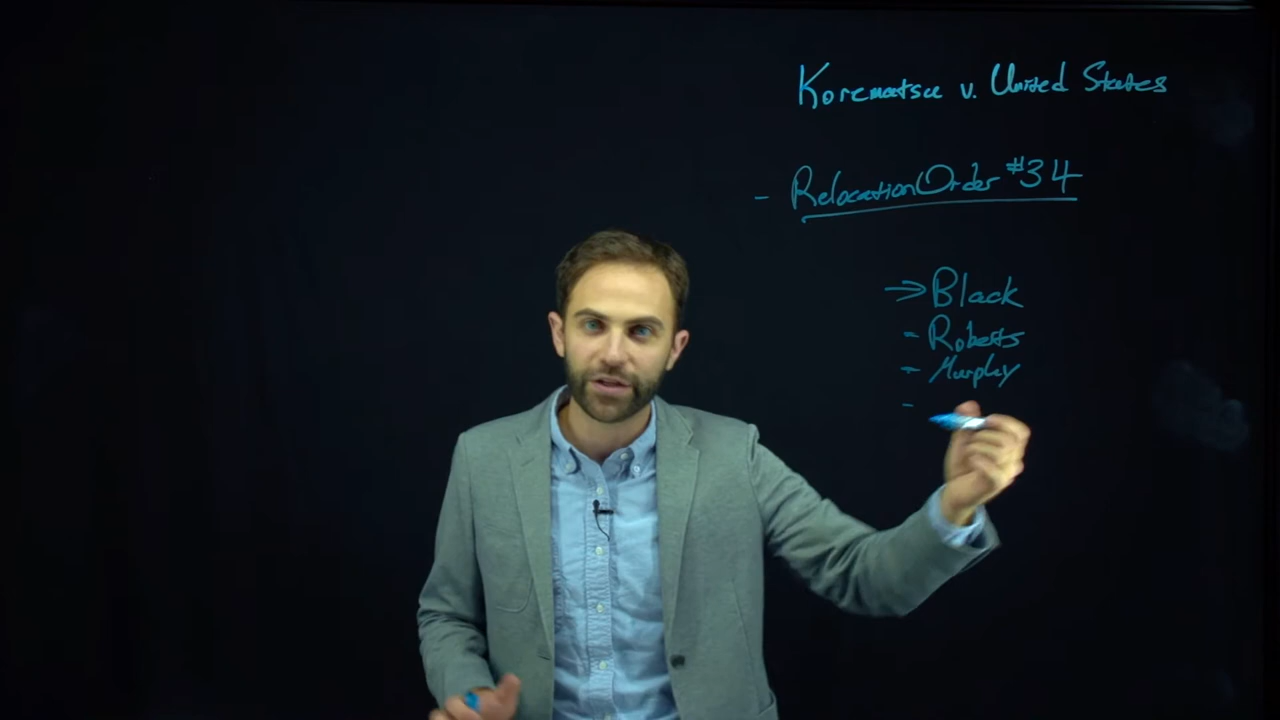 Korematsu v. United States
- Relocation Order #34
→ Black
- Roberts
- Murphy
-